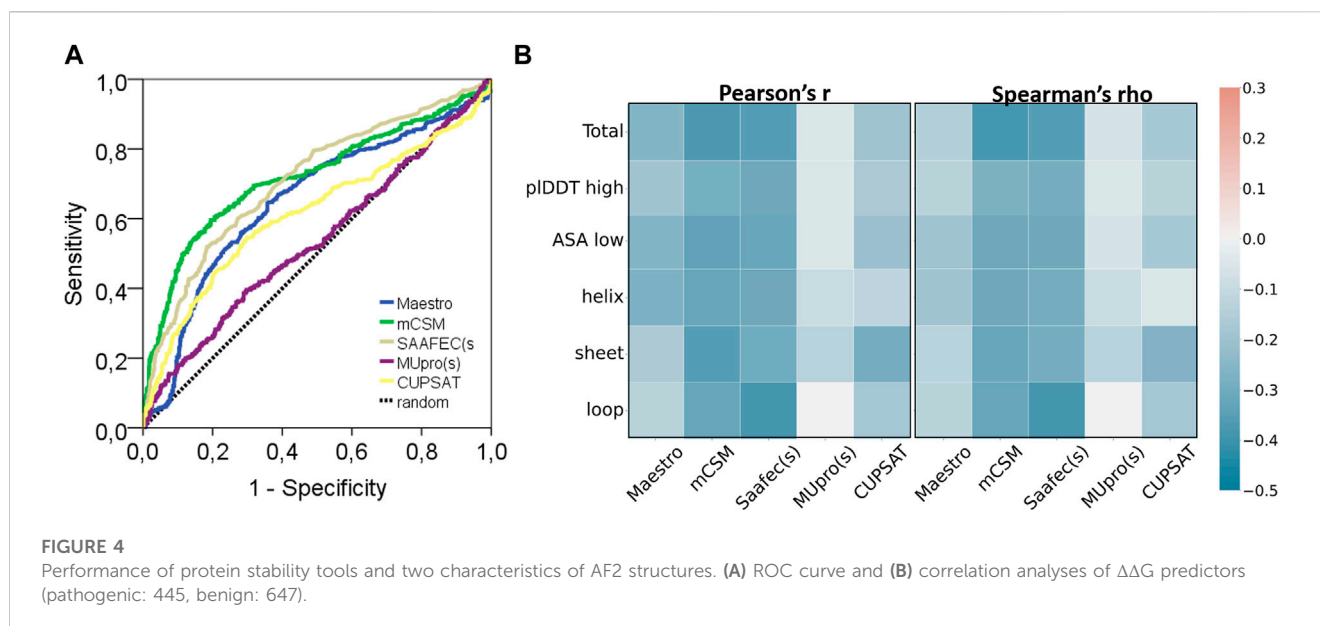 A
1,0
0,8
0,6
0,4
0,2
0,0
Sensitivity
0,0 0,2 0,4 0,6 0,8 1,0
1 - Specificity
Maestro
mCSM
SAAFEC(s
MUpro(s)
CUPSAT
random
B
Pearson's r Spearman's rho
Total
plDDT high
ASA low
helix
sheet
loop
Maestro mCSM Saafec(s) MUpro(s) CUPSAT Maestro mCSM Saafec(s) MUpro(s) CUPSAT
0.3
0.2
0.1
0.0
−0.1
−0.2
−0.3
−0.4
−0.5
FIGURE 4
Performance of protein stability tools and two characteristics of AF2 structures. (A) ROC curve and (B) correlation analyses of ΔΔG predictors
(pathogenic: 445, benign: 647).